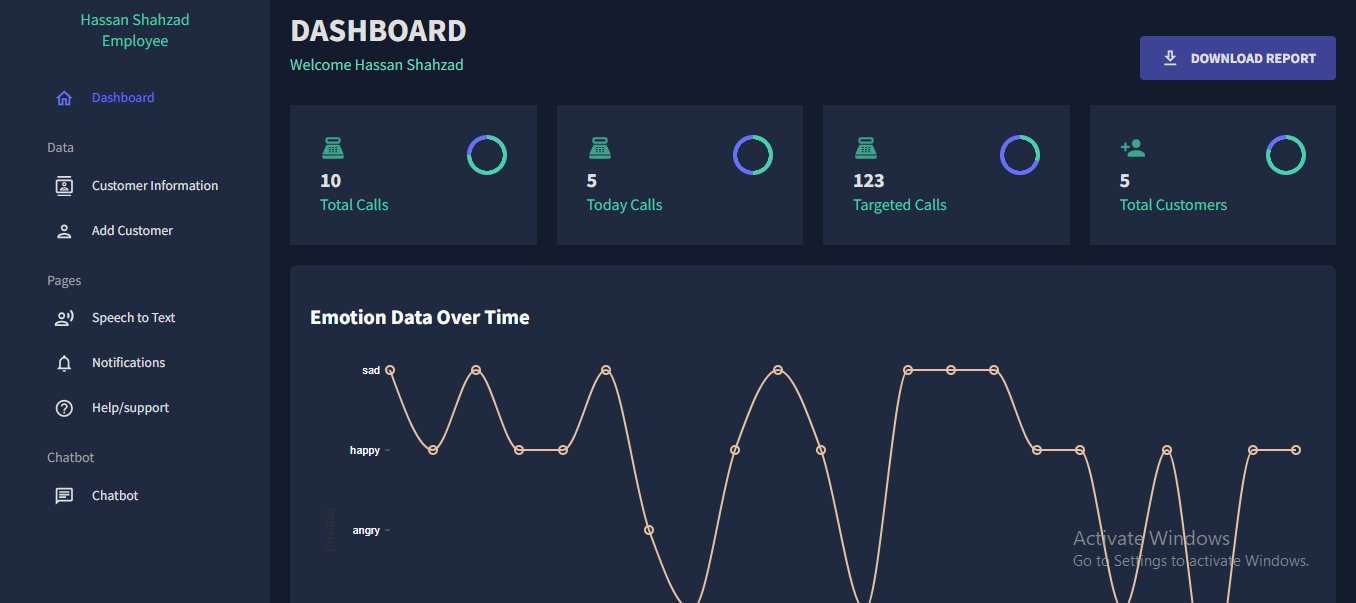 Hassan Shahzad
Employee
Dashboard
Data
Customer Information
Add Customer
Pages
Speech to Text
Notifications
Help/support
Chatbot
Chatbot
DASHBOARD
Welcome Hassan Shahzad
DOWNLOAD REPORT
10
Total Calls
5
Today Calls
123
Targeted Calls
5
Total Customers
Emotion Data Over Time
sad
happy
angry
Emotion
Activate Windows
Go to Settings to activate Windows.